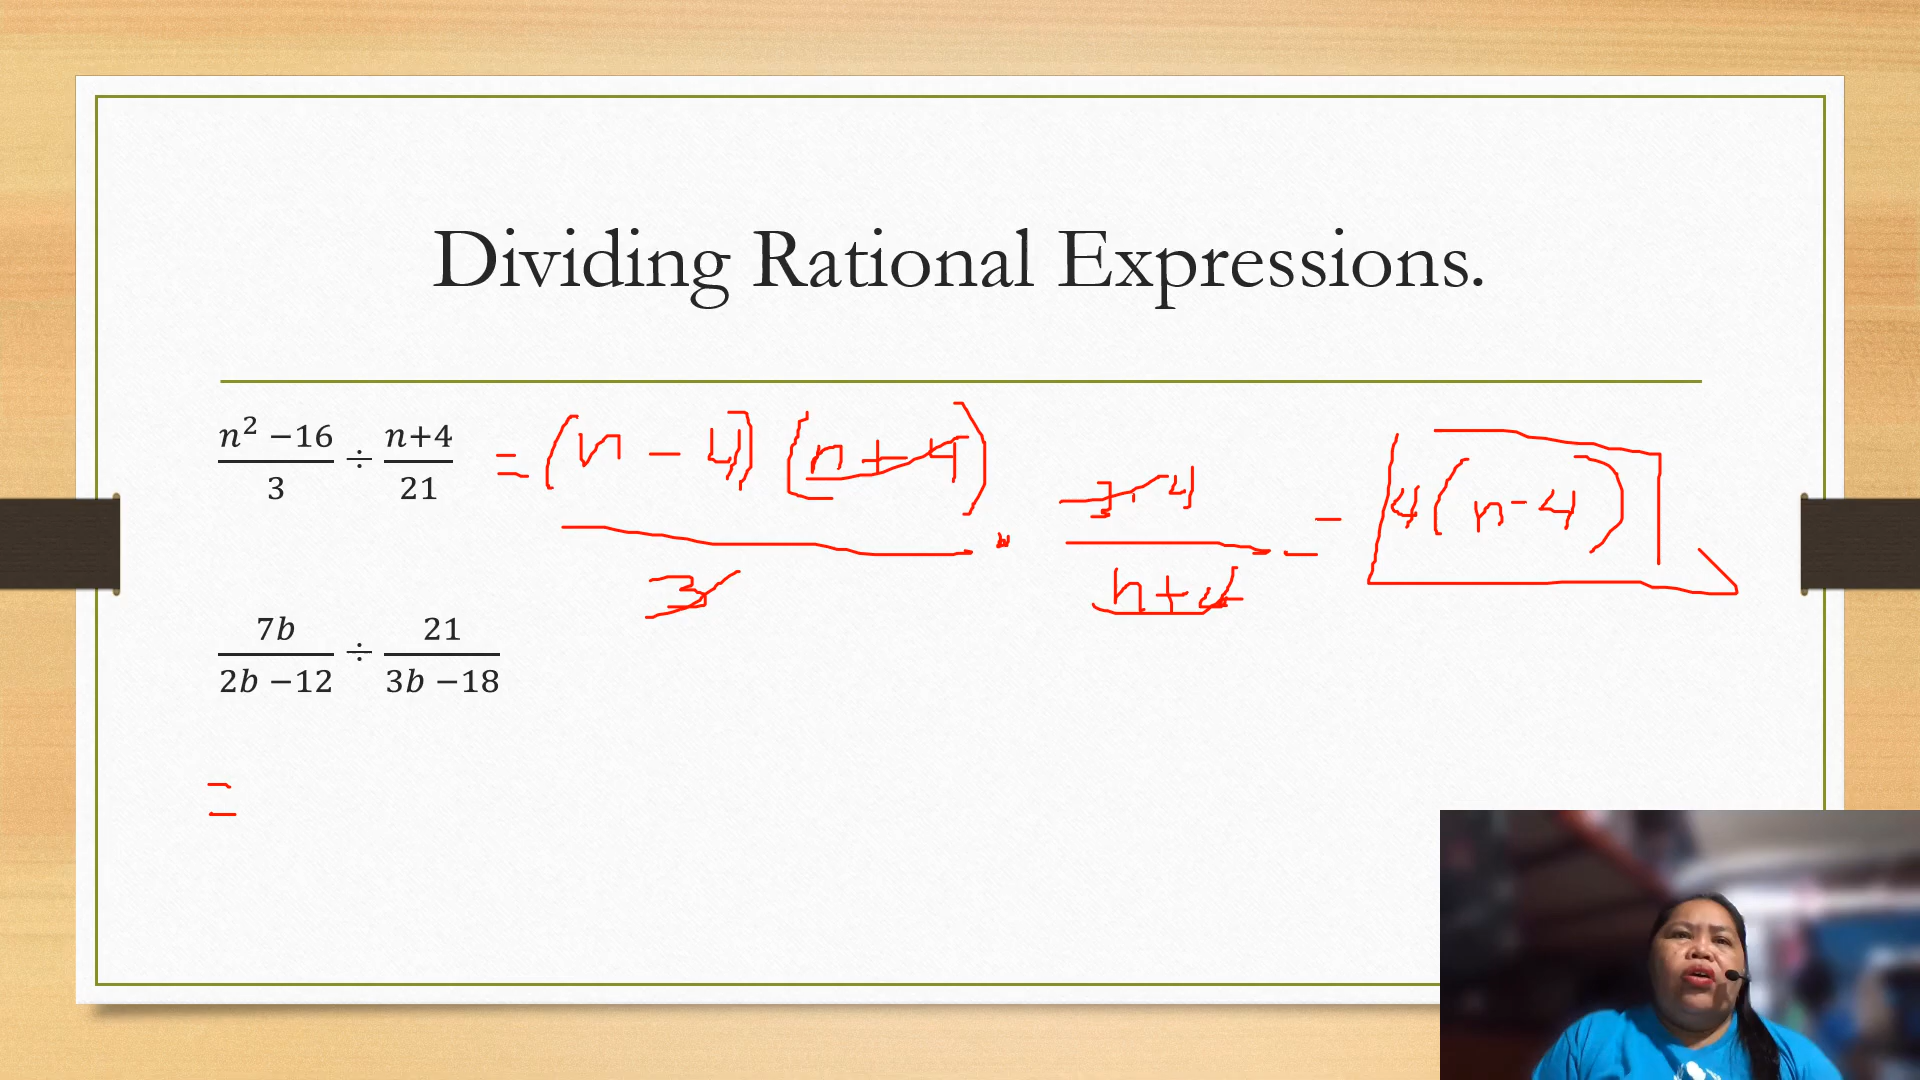 Dividing Rational Expressions.
n² −16 / 3 ÷ n+4 / 21 = (n − 4)(n + 4) / 3 · 3 · 4 / n + 4 = 4(n − 4)
7b / 2b −12 ÷ 21 / 3b −18
=